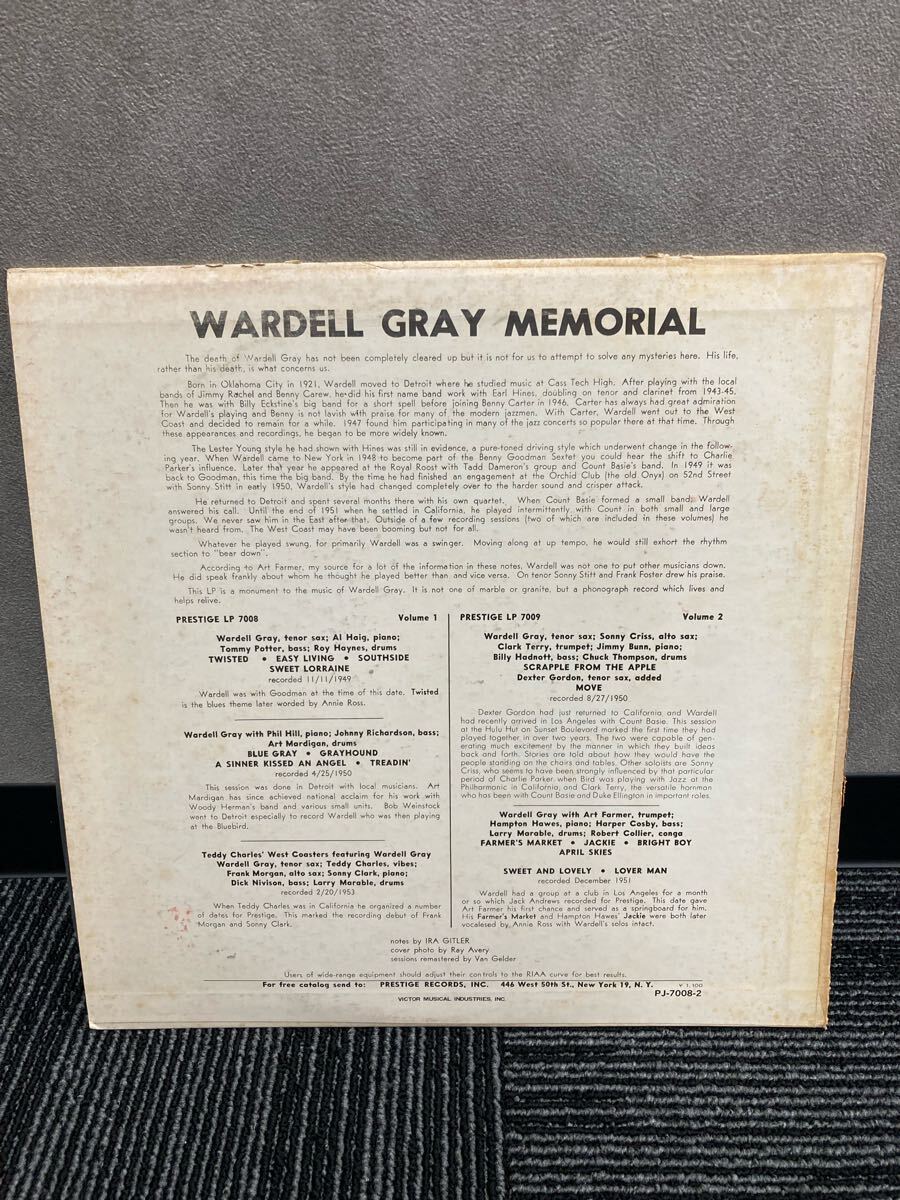 WARDELL GRAY MEMORIAL
The death of Wardell Gray has not been completely cleared up but it is not for us to attempt to solve any mysteries here. His life,
rather than his death, is what concerns us.
Born in Oklahoma City in 1921, Wardell moved to Detroit where he studied music at Cass Tech High. After playing with the local
bands of Jimmy Rachel and Benny Carew, he did his first name band work with Earl Hines, doubling on tenor and clarinet from 1943-45.
Then he was with Billy Eckstine's big band for a short spell before joining Benny Carter in 1946. Carter has always had great admiration
for Wardell's playing and Benny is not lavish with praise for many of the modern jazzmen. With Carter, Wardell went out to the West
Coast and decided to remain for a while. 1947 found him participating in many of the jazz concerts so popular there at that time. Through
these appearances and recordings, he began to be more widely known.
The Lester Young style he had shown with Hines was still in evidence, a pure-toned driving style which underwent change in the follow-
ing year. When Wardell came to New York in 1948 to become part of the Benny Goodman Sextet you could hear the shift to Charlie
Parker's influence. Later that year he appeared at the Royal Roost with Tadd Dameron's group and Count Basie's band. In 1949 it was
back to Goodman, this time the big band. By the time he had finished an engagement at the Orchid Club (the old Onyx) on 52nd Street
with Sonny Stitt in early 1950, Wardell's style had changed completely over to the harder sound and crisper attack.
He returned to Detroit and spent several months there with his own quartet. When Count Basie formed a small band, Wardell
answered his call. Until the end of 1951 when he settled in California, he played intermittently with Count in both small and large
groups. We never saw him in the East after that. Outside of a few recording sessions (two of which are included in these volumes) he
wasn't heard from. The West Coast may have been booming but not for all.
Whatever he played swung, for primarily Wardell was a swinger. Moving along at up tempo, he would still exhort the rhythm
section to "bear down".
According to Art Farmer, my source for a lot of the information in these notes, Wardell was not one to put other musicians down.
He did speak frankly about whom he thought he played better than and vice versa. On tenor Sonny Stitt and Frank Foster drew his praise.
This LP is a monument to the music of Wardell Gray. It is not one of marble or granite, but a phonograph record which lives and
helps relive.
PRESTIGE LP 7008 Volume 1
Wardell Gray, tenor sax; Al Haig, piano;
Tommy Potter, bass; Roy Haynes, drums
TWISTED • EASY LIVING • SOUTHSIDE
SWEET LORRAINE
recorded 11/11/1949
Wardell was with Goodman at the time of this date. Twisted
is the blues theme later worded by Annie Ross.
Wardell Gray with Phil Hill, piano; Johnny Richardson, bass;
Art Mardigan, drums
BLUE GRAY • GRAYHOUND
A SINNER KISSED AN ANGEL • TREADIN'
recorded 4/25/1950
This session was done in Detroit with local musicians. Art
Mardigan has since achieved national acclaim for his work with
Woody Herman's band and various small units. Bob Weinstock
went to Detroit especially to record Wardell who was then playing
at the Bluebird.
Teddy Charles' West Coasters featuring Wardell Gray
Wardell Gray, tenor sax; Teddy Charles, vibes;
Frank Morgan, alto sax; Sonny Clark, piano;
Dick Nivison, bass; Larry Marable, drums
recorded 2/20/1953
When Teddy Charles was in California he organized a number
of dates for Prestige. This marked the recording debut of Frank
Morgan and Sonny Clark.
PRESTIGE LP 7009 Volume 2
Wardell Gray, tenor sax; Sonny Criss, alto sax;
Clark Terry, trumpet; Jimmy Bunn, piano;
Billy Hadnott, bass; Chuck Thompson, drums
SCRAPPLE FROM THE APPLE
Dexter Gordon, tenor sax, added
MOVE
recorded 8/27/1950
Dexter Gordon had just returned to California and Wardell
had recently arrived in Los Angeles with Count Basie. This session
at the Hulu Hut on Sunset Boulevard marked the first time they had
played together in over two years. The two were capable of gen-
erating much excitement by the manner in which they built ideas
back and forth. Stories are told about how they would have the
people standing on the chairs and tables. Other soloists are Sonny
Criss, who seems to have been strongly influenced by that particular
period of Charlie Parker when Bird was playing with Jazz at the
Philharmonic in California, and Clark Terry, the versatile hornman
who has been with Count Basie and Duke Ellington in important roles.
Wardell Gray with Art Farmer, trumpet;
Hampton Hawes, piano; Harper Cosby, bass;
Larry Marable, drums; Robert Collier, conga
FARMER'S MARKET • JACKIE • BRIGHT BOY
APRIL SKIES
SWEET AND LOVELY • LOVER MAN
recorded December 1951
Wardell had a group at a club in Los Angeles for a month
or so which Jack Andrews recorded for Prestige. This date gave
Art Farmer his first chance and served as a springboard for him.
His Farmer's Market and Hampton Hawes' Jackie were both later
vocalesed by Annie Ross with Wardell's solos intact.
notes by IRA GITLER
cover photo by Ray Avery
sessions remastered by Van Gelder
Users of wide-range equipment should adjust their controls to the RIAA curve for best results.
For free catalog send to: PRESTIGE RECORDS, INC. 446 West 50th St., New York 19, N. Y. ¥ 1,100
PJ-7008-2
VICTOR MUSICAL INDUSTRIES, INC.